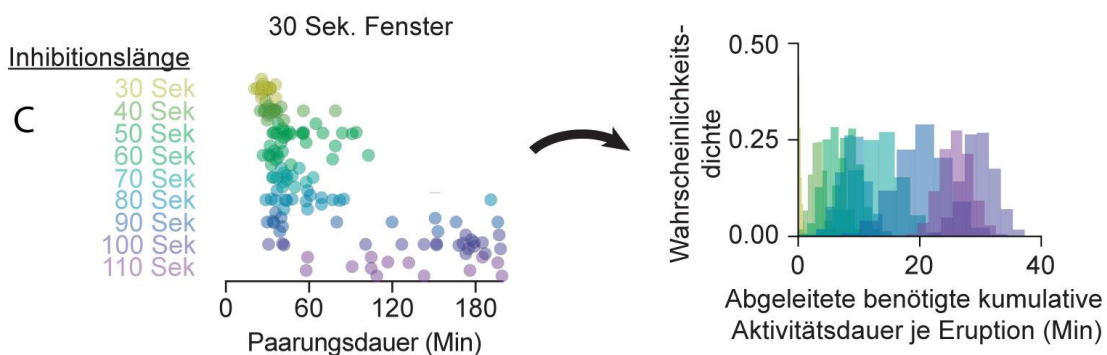 30 Sek. Fenster
Inhibitionslänge
C
30 Sek
40 Sek
50 Sek
60 Sek
70 Sek
80 Sek
90 Sek
100 Sek
110 Sek
0 60 120 180
Paarungsdauer (Min)
Wahrscheinlichkeits-
dichte
0.50
0.25
0.00
0 20 40
Abgeleitete benötigte kumulative
Aktivitätsdauer je Eruption (Min)